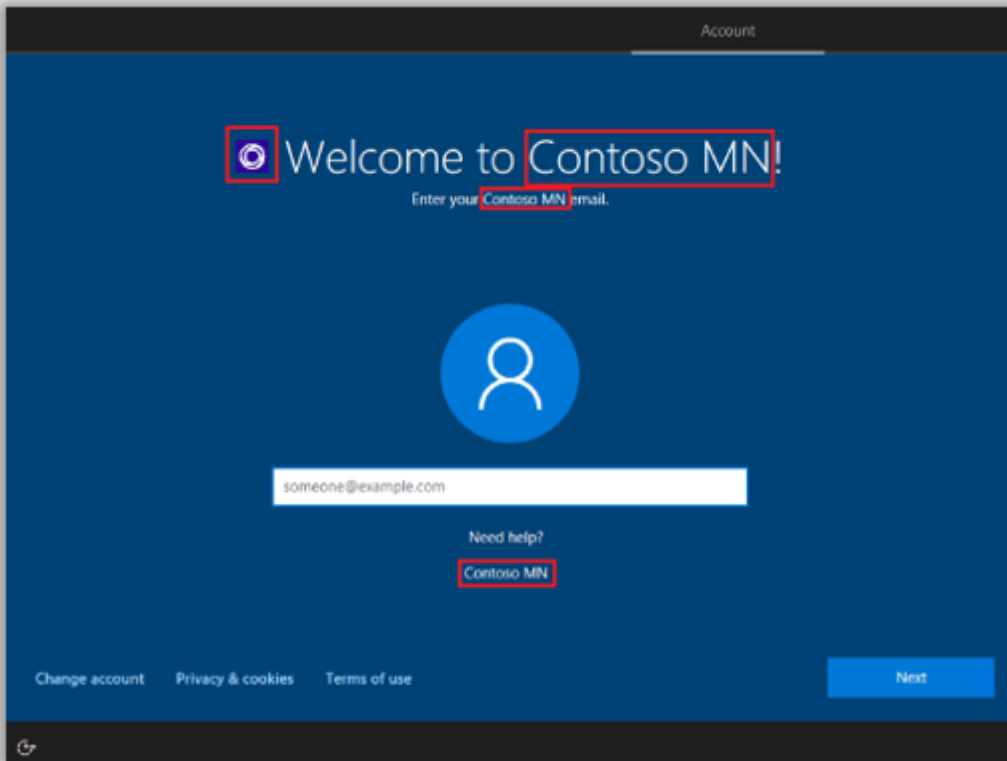 Account
Welcome to Contoso MN!
Enter your Contoso MN email.
someone@example.com
Need help?
Contoso MN
Change account Privacy & cookies Terms of use Next